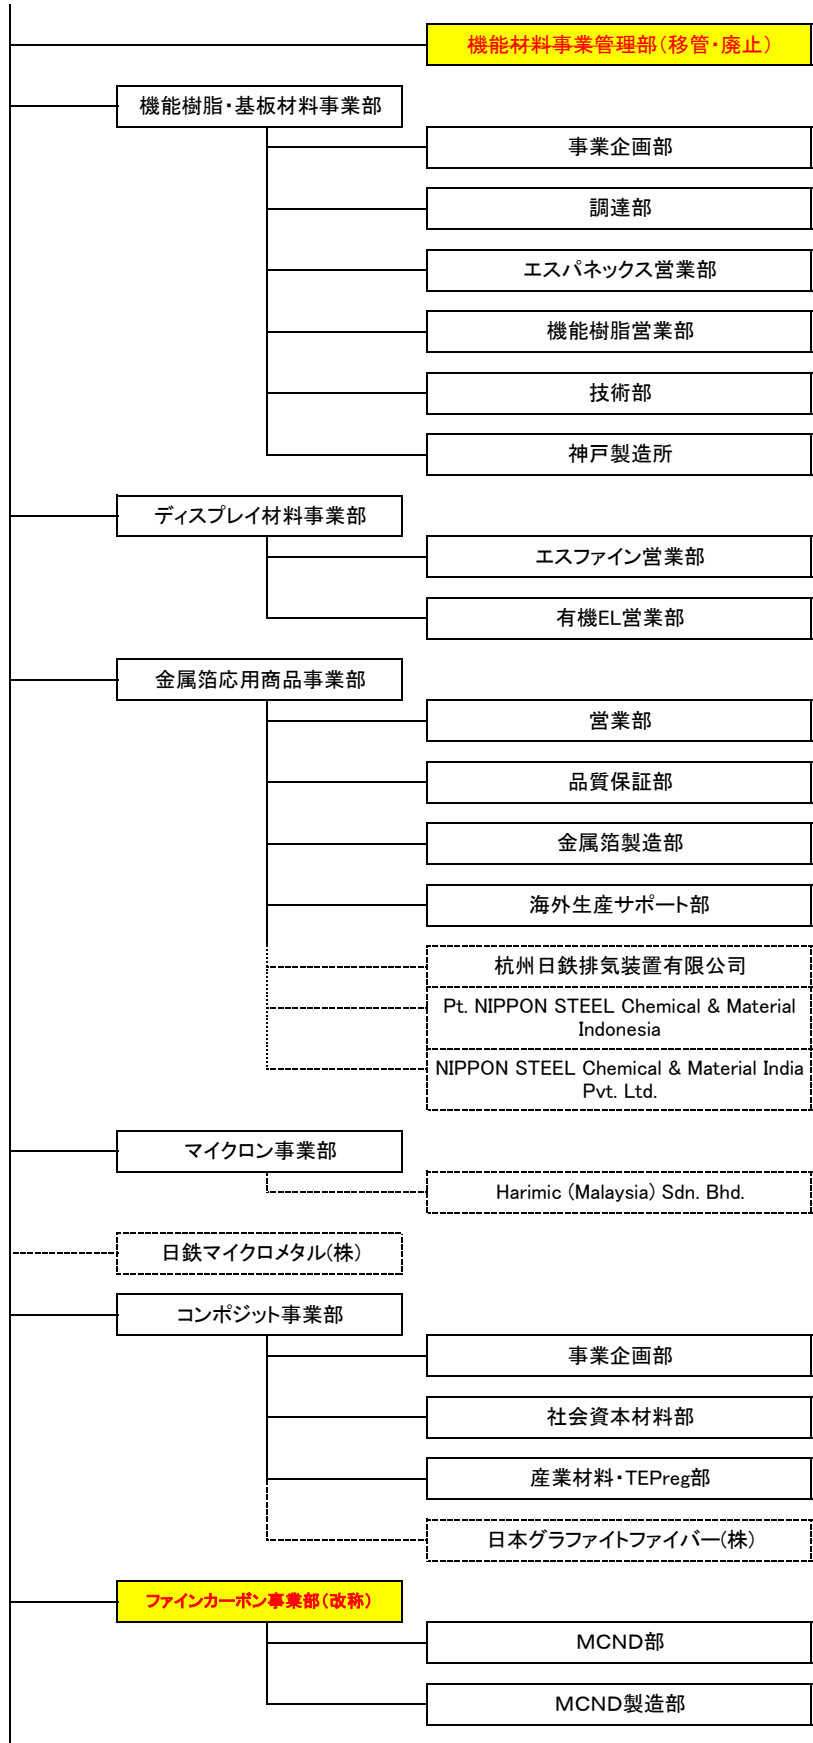 機能材料事業管理部（移管・廃止）
機能樹脂・基板材料事業部
事業企画部
調達部
エスパネックス営業部
機能樹脂営業部
技術部
神戸製造所
ディスプレイ材料事業部
エスファイン営業部
有機EL営業部
金属箔応用商品事業部
営業部
品質保証部
金属箔製造部
海外生産サポート部
杭州日鉄排気装置有限公司
Pt. NIPPON STEEL Chemical & Material
Indonesia
NIPPON STEEL Chemical & Material India
Pvt. Ltd.
マイクロン事業部
Harimic (Malaysia) Sdn. Bhd.
日鉄マイクロメタル(株)
コンポジット事業部
事業企画部
社会資本材料部
産業材料・TEPreg部
日本グラファイトファイバー(株)
ファインカーボン事業部（改称）
MCND部
MCND製造部